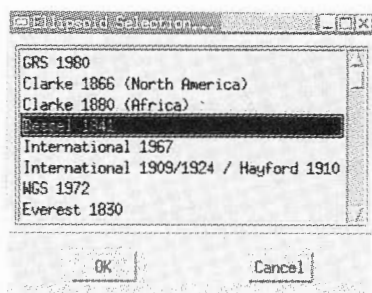 Ellipsoid Selection...
GRS 1980
Clarke 1866 (North America)
Clarke 1880 (Africa)
Bessel 1841
International 1967
International 1909/1924 / Hayford 1910
WGS 1972
Everest 1830
OK
Cancel